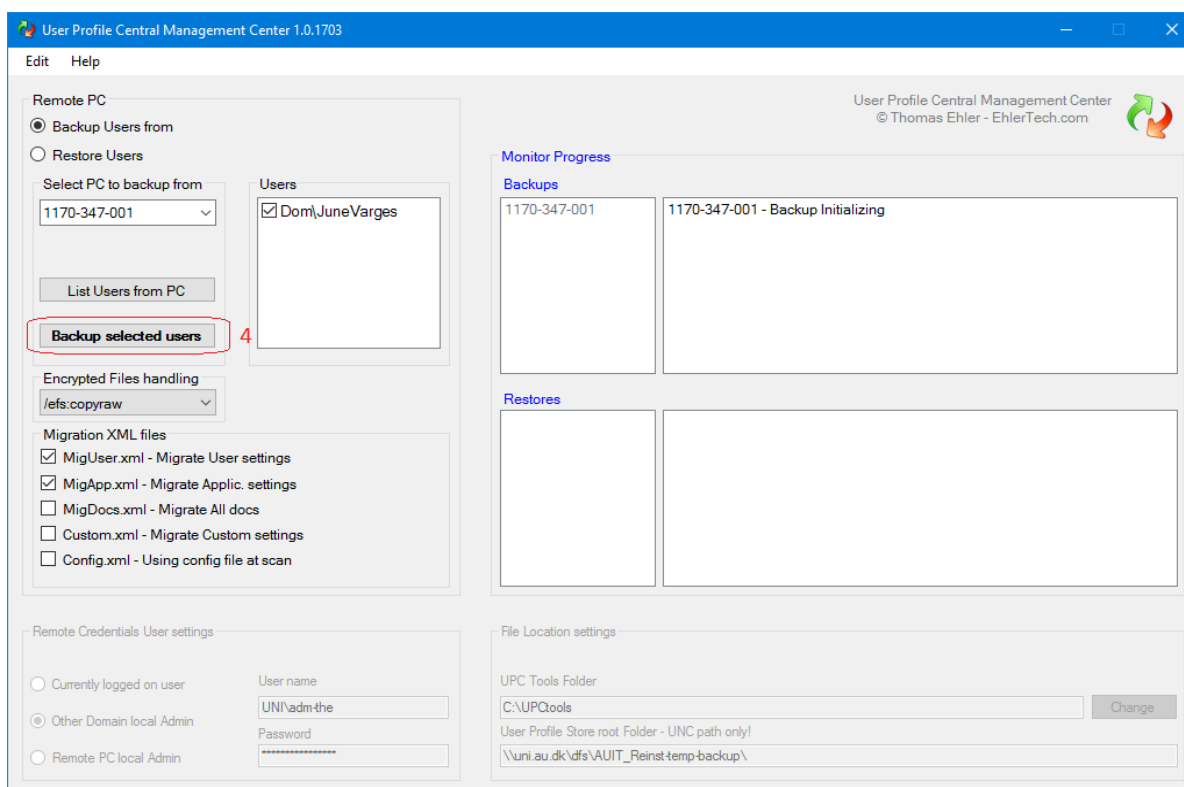 User Profile Central Management Center 1.0.1703
Edit Help
Remote PC
Backup Users from
Restore Users
Select PC to backup from
1170-347-001
List Users from PC
Backup selected users
4
Users
Dom\JuneVarges
Encrypted Files handling
/efs:copyraw
Migration XML files
MigUser.xml - Migrate User settings
MigApp.xml - Migrate Applic. settings
MigDocs.xml - Migrate All docs
Custom.xml - Migrate Custom settings
Config.xml - Using config file at scan
User Profile Central Management Center
© Thomas Ehler - EhlerTech.com
Monitor Progress
Backups
1170-347-001
1170-347-001 - Backup Initializing
Restores
Remote Credentials User settings
Currently logged on user
Other Domain local Admin
Remote PC local Admin
User name
UNI\adm-the
Password
****************
File Location settings
UPC Tools Folder
C:\UPCtools
Change
User Profile Store root Folder - UNC path only!
\\uni.au.dk\dfs\AUIT_Reinst-temp-backup\